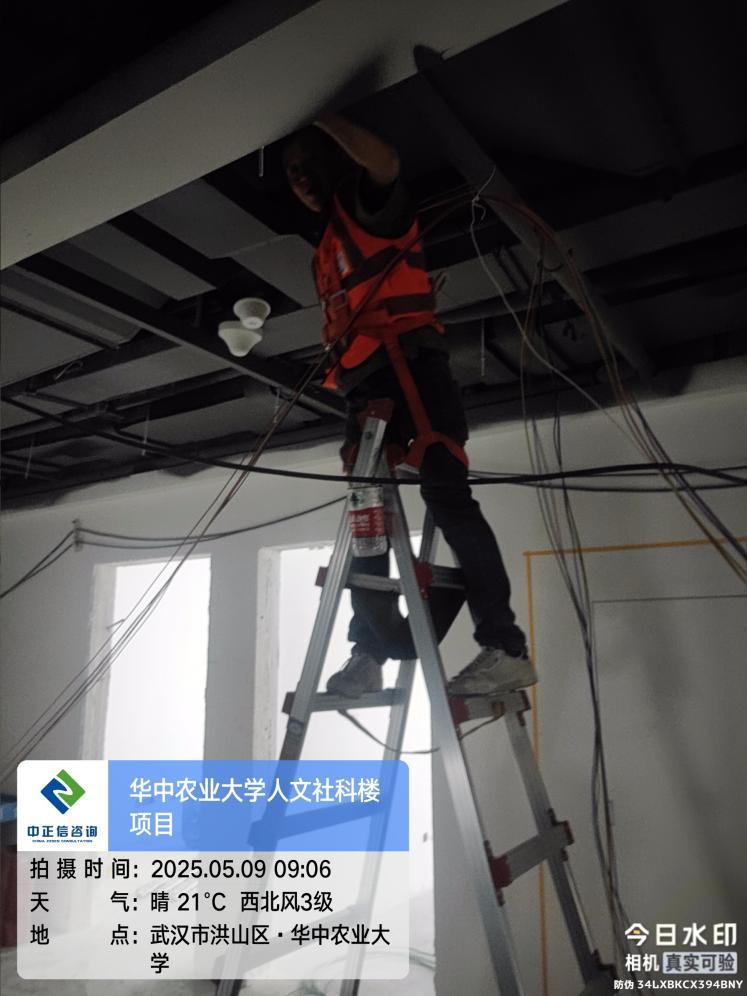 中正信咨询
CHINA ZXXIN CONSULTATION
华中农业大学人文社科楼
项目
拍摄时间：2025.05.09 09:06
天气：晴 21℃ 西北风3级
地点：武汉市洪山区·华中农业大
学
今日水印
相机 真实可验
防伪 34LXBKCX394BNY